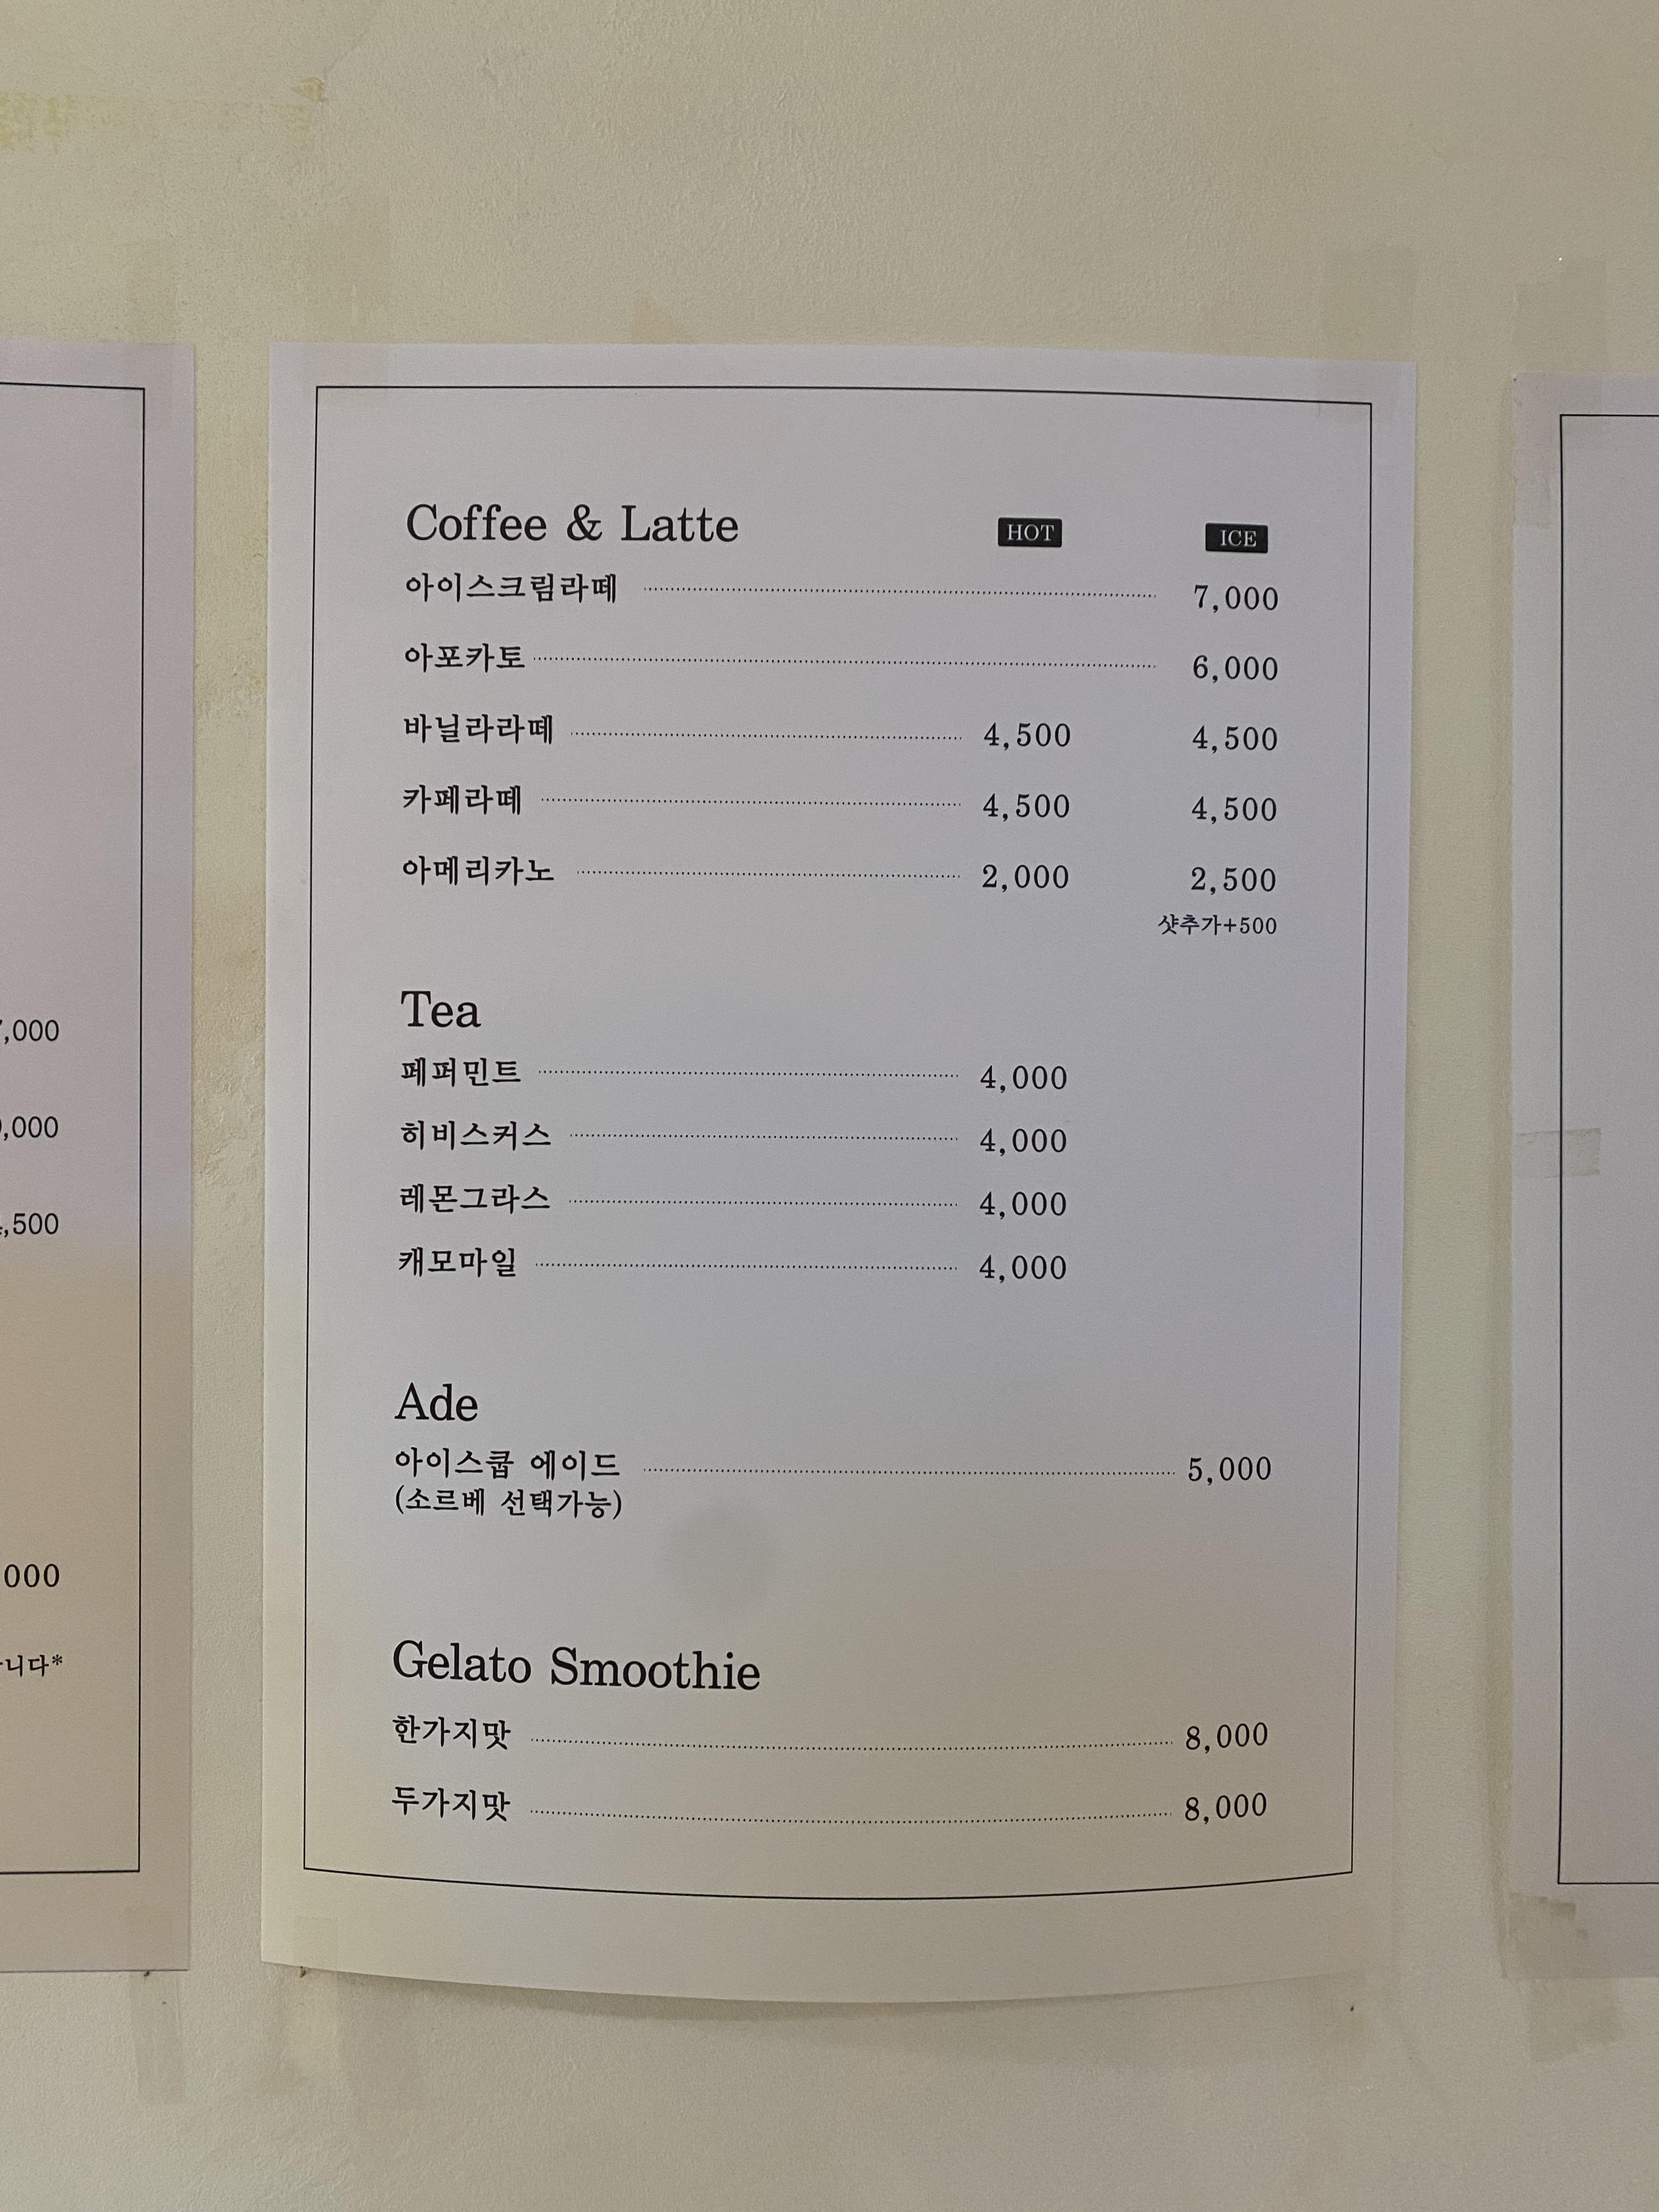 Coffee & Latte HOT ICE
아이스크림라떼 7,000
아포카토 6,000
바닐라라떼 4,500 4,500
카페라떼 4,500 4,500
아메리카노 2,000 2,500
샷추가+500
Tea
페퍼민트 4,000
히비스커스 4,000
레몬그라스 4,000
캐모마일 4,000
Ade
아이스쿱 에이드 5,000
(소르베 선택가능)
Gelato Smoothie
한가지맛 8,000
두가지맛 8,000